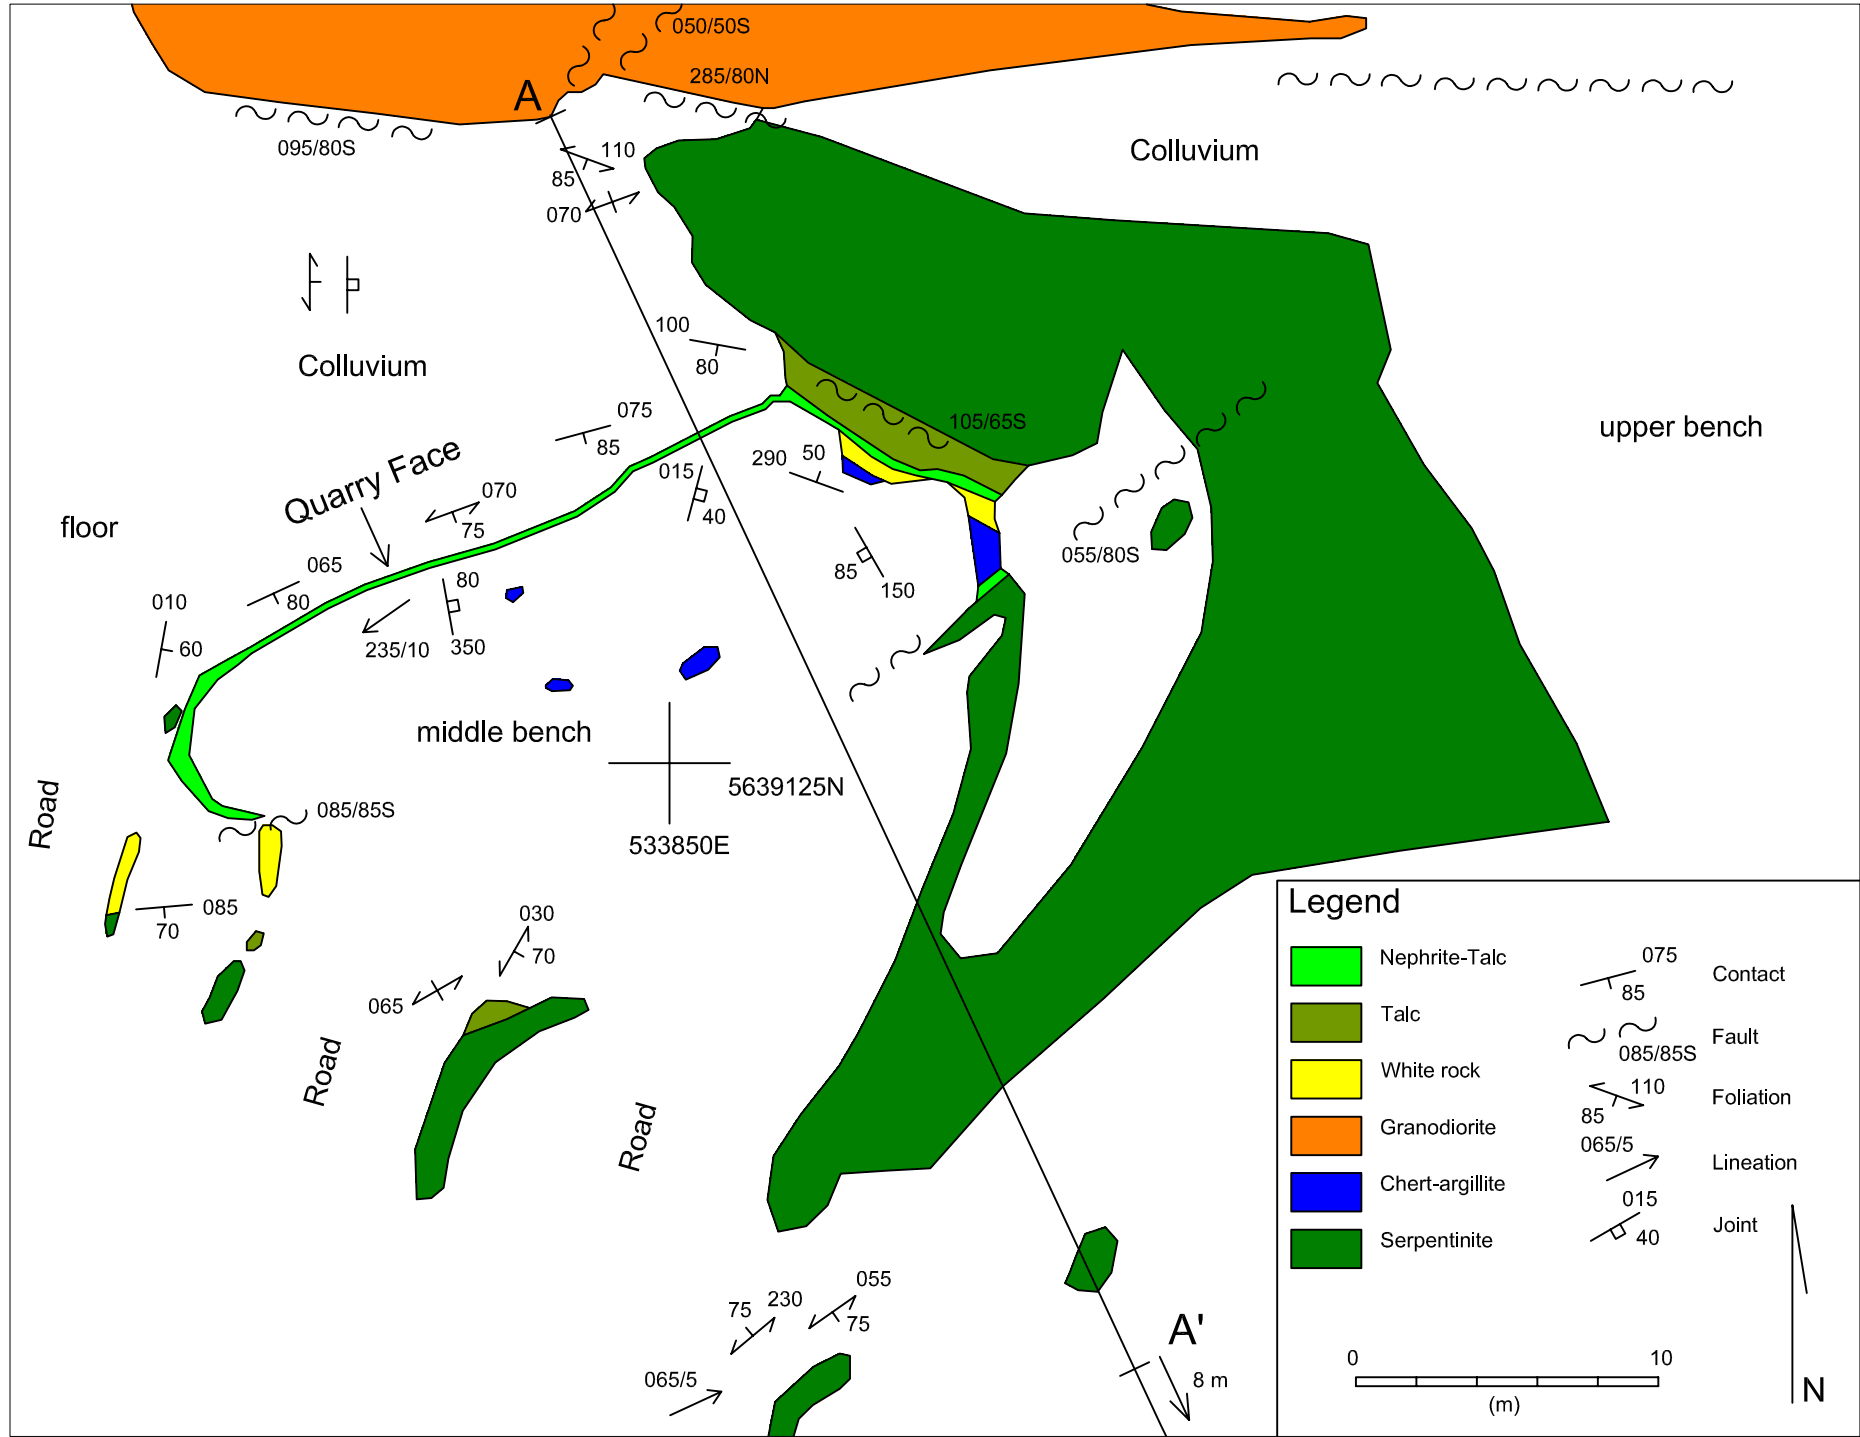 050/50S
285/80N
A
095/80S
Colluvium
110
85
070
100
80
Colluvium
075
85
105/65S
upper bench
Quarry Face
290 50
015
40
070
75
floor
055/80S
065
80
80
85
150
010
60
235/10
350
middle bench
5639125N
533850E
Road
085/85S
085
70
030
70
065
Road
Road
75
230
055
75
065/5
A'
8 m
Legend
Nephrite-Talc
Talc
White rock
Granodiorite
Chert-argillite
Serpentinite
075
85
Contact
085/85S
Fault
110
85
Foliation
065/5
Lineation
015
40
Joint
0 10
(m)
N